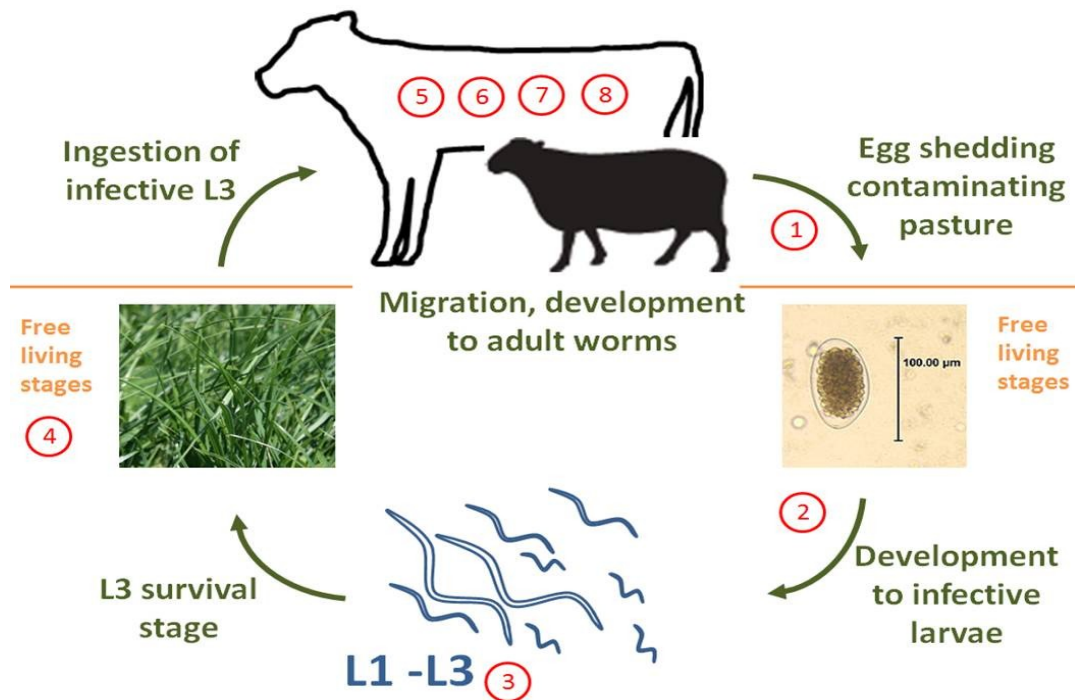 5 6 7 8
Ingestion of
infective L3
Egg shedding
contaminating
pasture
1
Migration, development
to adult worms
Free
living
stages
4
100.00 µm
Free
living
stages
2
Development
to infective
larvae
L3 survival
stage
L1 -L3 3